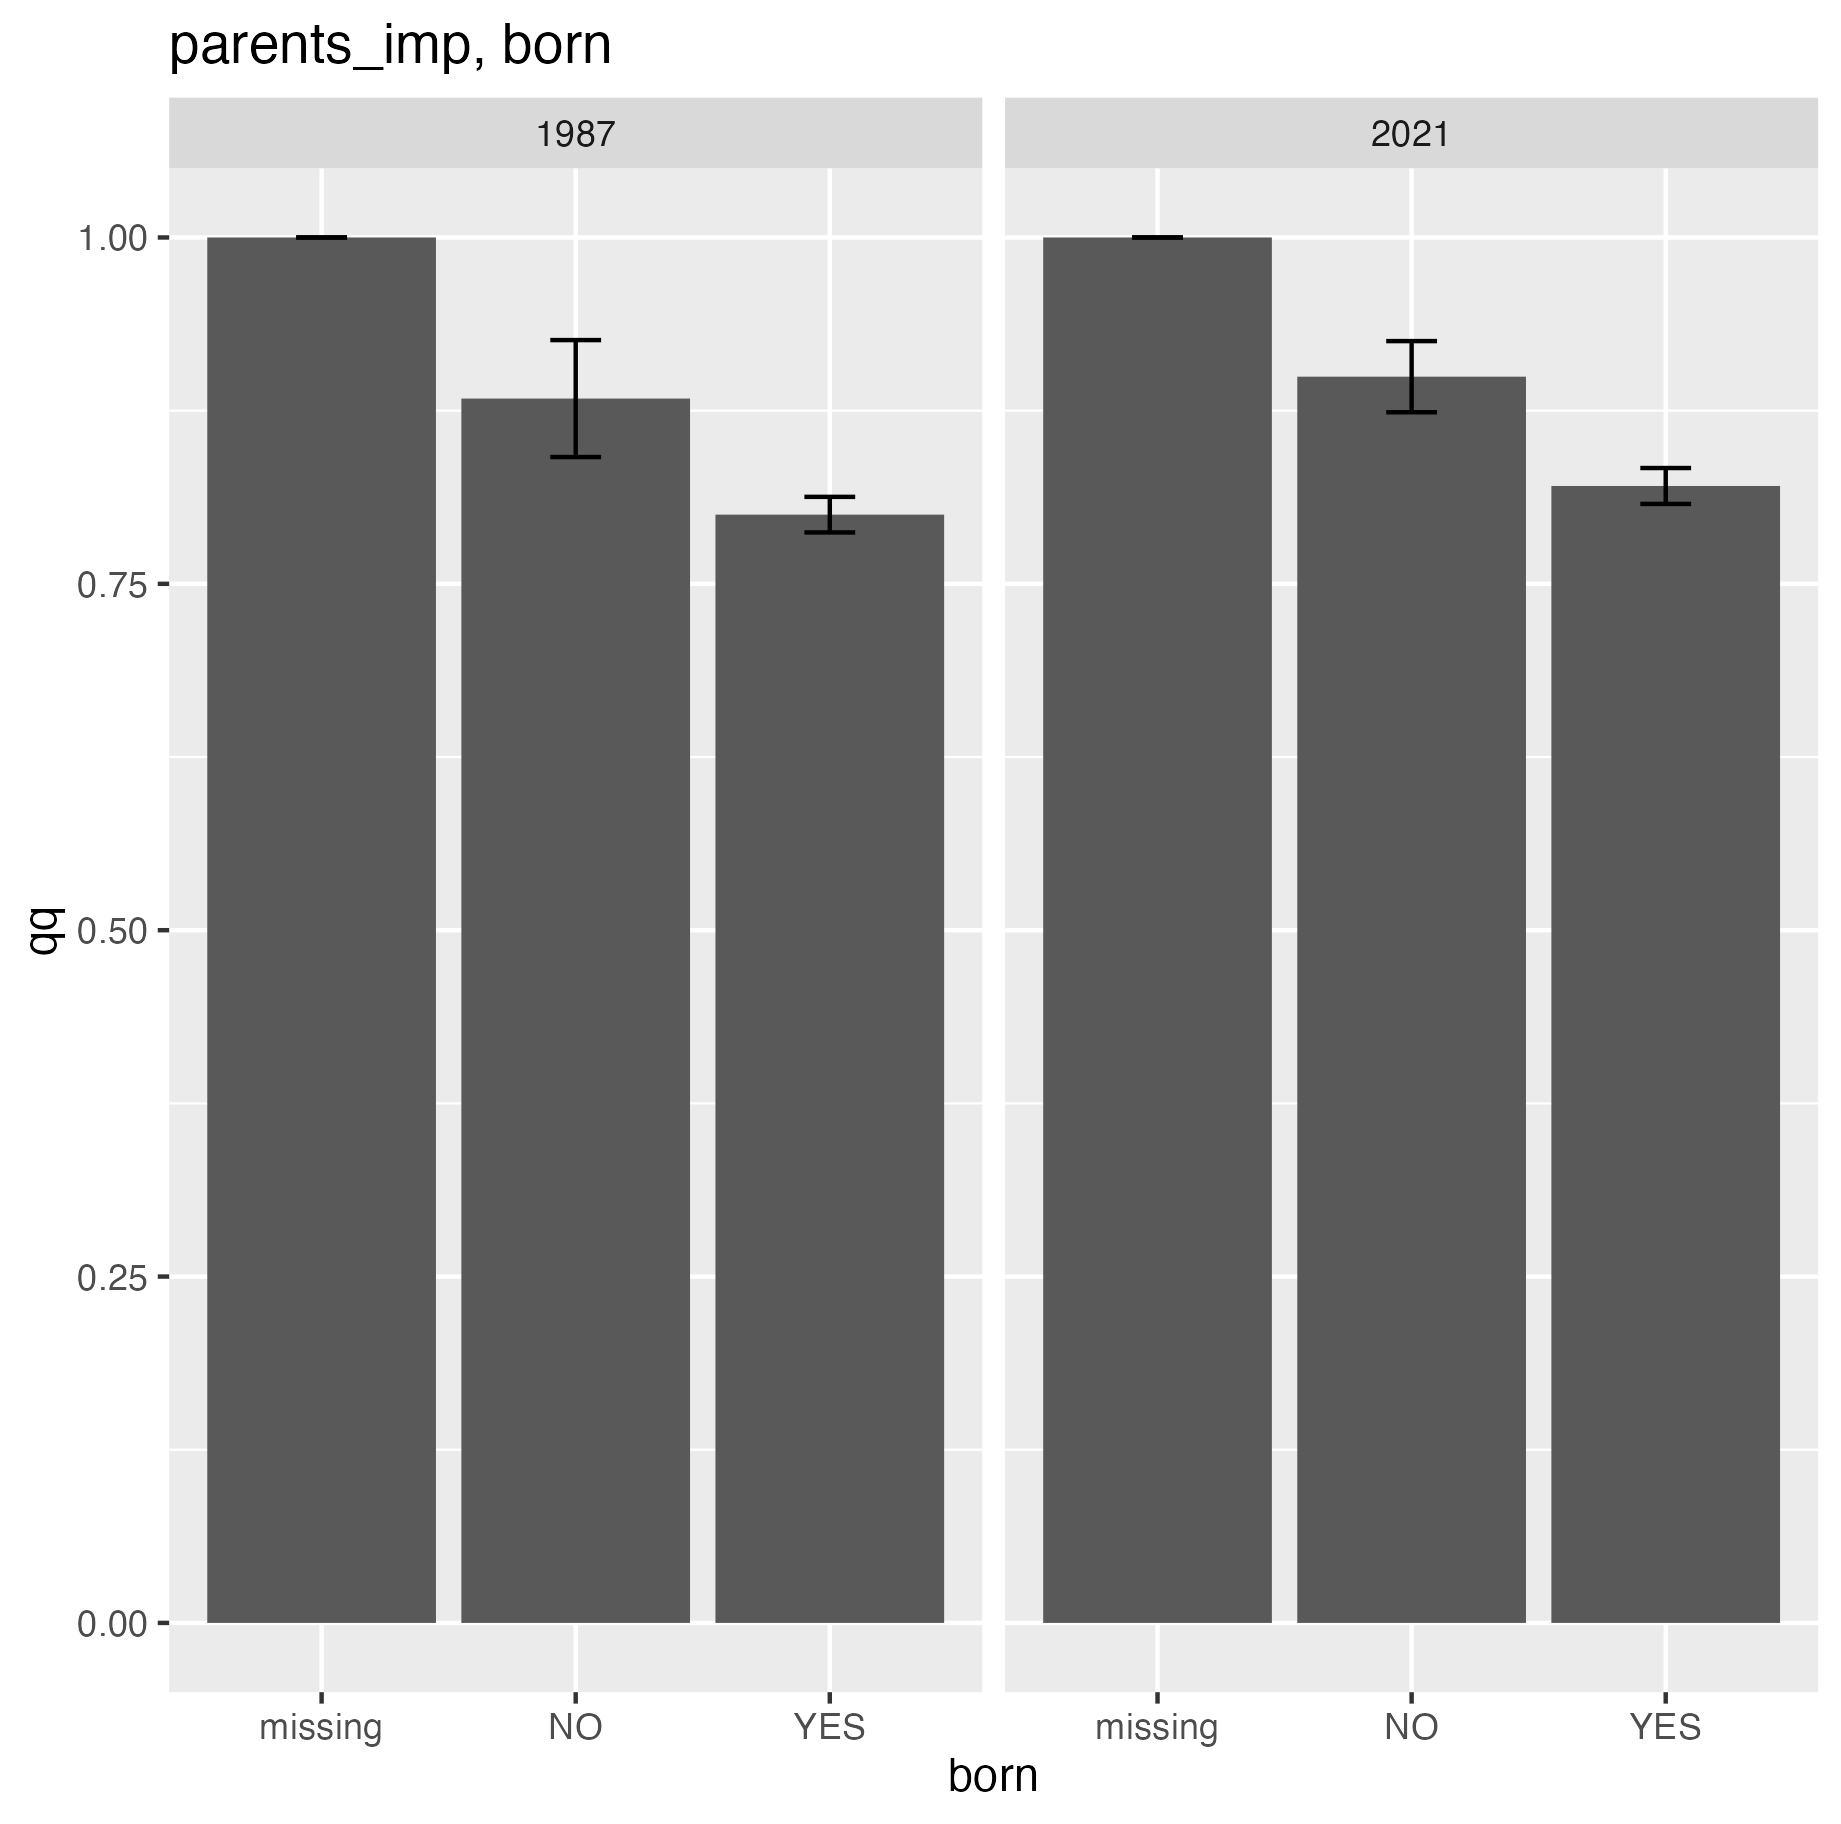 parents_imp, born
1987
2021
1.00
0.75
0.50
0.25
0.00
qq
missing NO YES
missing NO YES
born